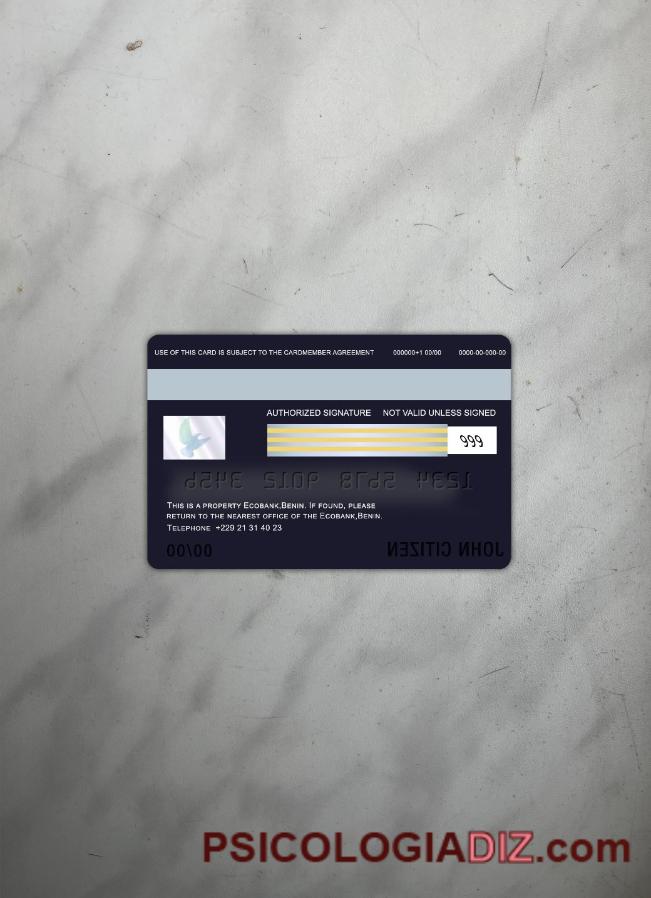 USE OF THIS CARD IS SUBJECT TO THE CARDMEMBER AGREEMENT 000000+1 00/00 0000-00-000-00
AUTHORIZED SIGNATURE NOT VALID UNLESS SIGNED
999
1234 5678 9012 3456
THIS IS A PROPERTY ECOBANK,BENIN. IF FOUND, PLEASE
RETURN TO THE NEAREST OFFICE OF THE ECOBANK,BENIN.
TELEPHONE +229 21 31 40 23
00/00 JOHN CITIZEN
PSICOLOGIADIZ.com